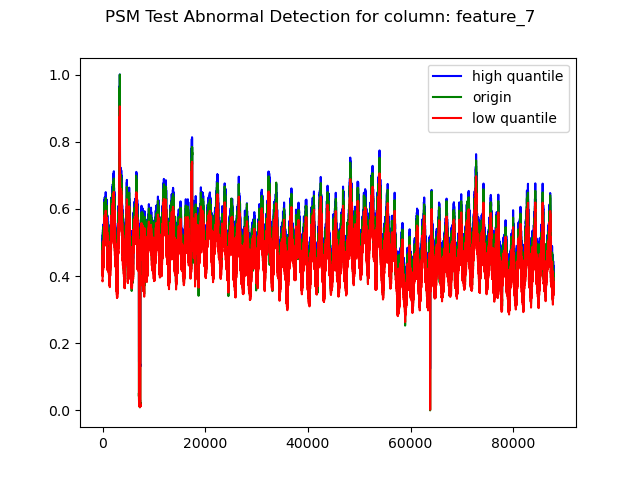 PSM Test Abnormal Detection for column: feature_7
high quantile
origin
low quantile
1.0
0.8
0.6
0.4
0.2
0.0
0
20000
40000
60000
80000